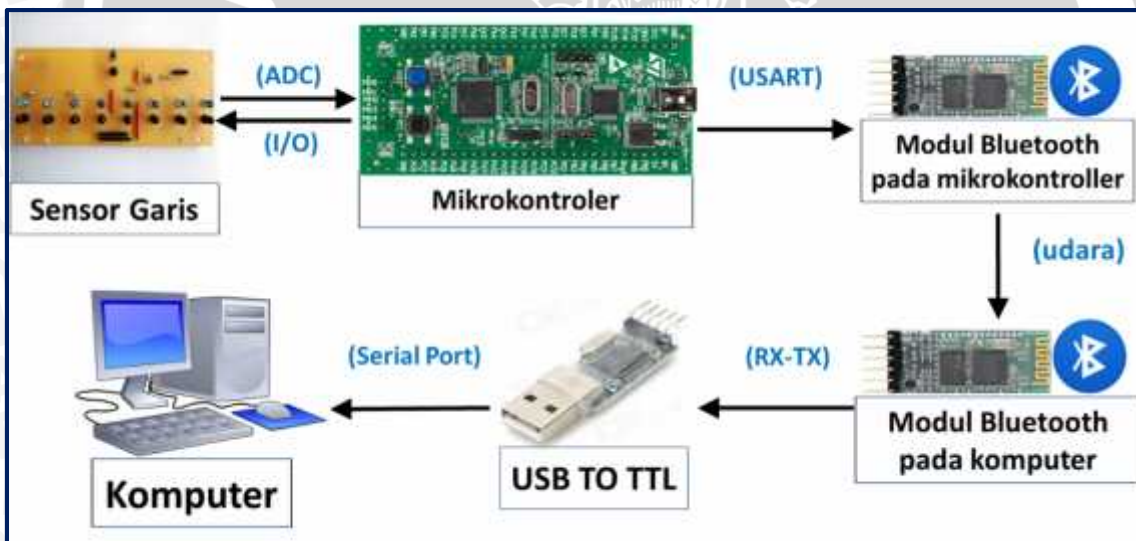 (ADC)
(I/O)
Sensor Garis
Mikrokontroler
(USART)
Modul Bluetooth
pada mikrokontroller
(udara)
Modul Bluetooth
pada komputer
(RX-TX)
USB TO TTL
(Serial Port)
Komputer